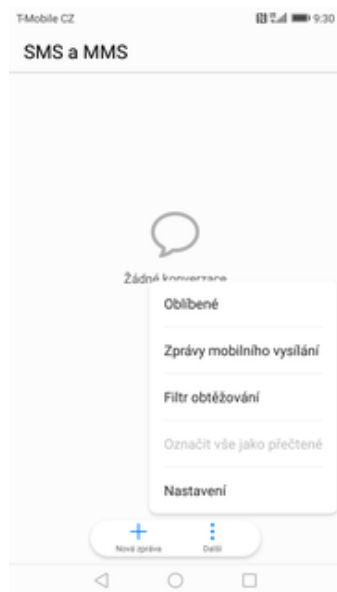 T-Mobile CZ 9:30
SMS a MMS
Žádné konverzace
Oblíbené
Zprávy mobilního vysílání
Filtr obtěžování
Označit vše jako přečtené
Nastavení
Nová zpráva Další